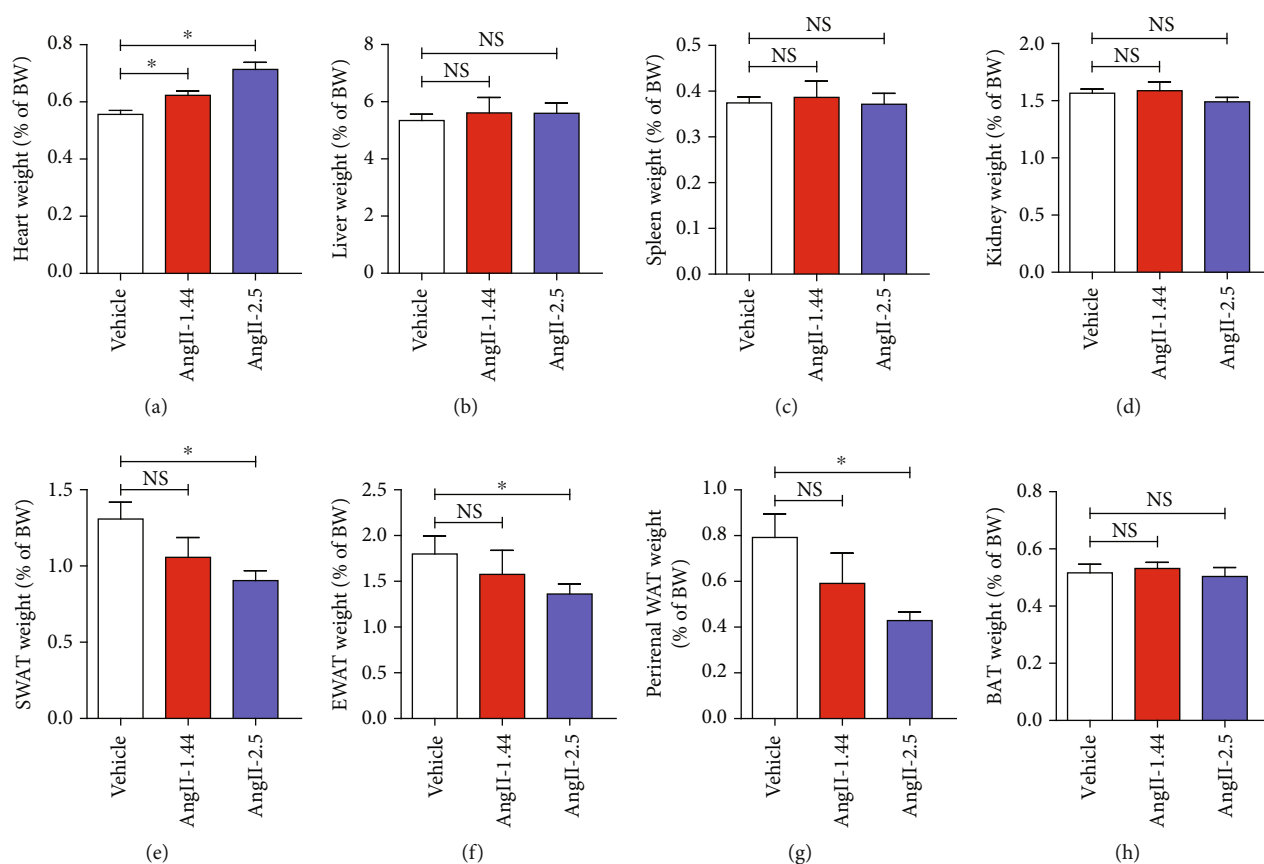 Heart weight (% of BW)
0.8
0.6
0.4
0.2
0.0
*
*
Vehicle
AngII-1.44
AngII-2.5
(a)
Liver weight (% of BW)
8
6
4
2
0
NS
NS
Vehicle
AngII-1.44
AngII-2.5
(b)
Spleen weight (% of BW)
0.5
0.4
0.3
0.2
0.1
0.0
NS
NS
Vehicle
AngII-1.44
AngII-2.5
(c)
Kidney weight (% of BW)
2.0
1.5
1.0
0.5
0.0
NS
NS
Vehicle
AngII-1.44
AngII-2.5
(d)
SWAT weight (% of BW)
1.5
1.0
0.5
0.0
*
NS
Vehicle
AngII-1.44
AngII-2.5
(e)
EWAT weight (% of BW)
2.5
2.0
1.5
1.0
0.5
0.0
*
NS
Vehicle
AngII-1.44
AngII-2.5
(f)
Perirenal WAT weight
(% of BW)
1.0
0.8
0.6
0.4
0.2
0.0
*
NS
Vehicle
AngII-1.44
AngII-2.5
(g)
BAT weight (% of BW)
0.8
0.6
0.4
0.2
0.0
NS
NS
Vehicle
AngII-1.44
AngII-2.5
(h)